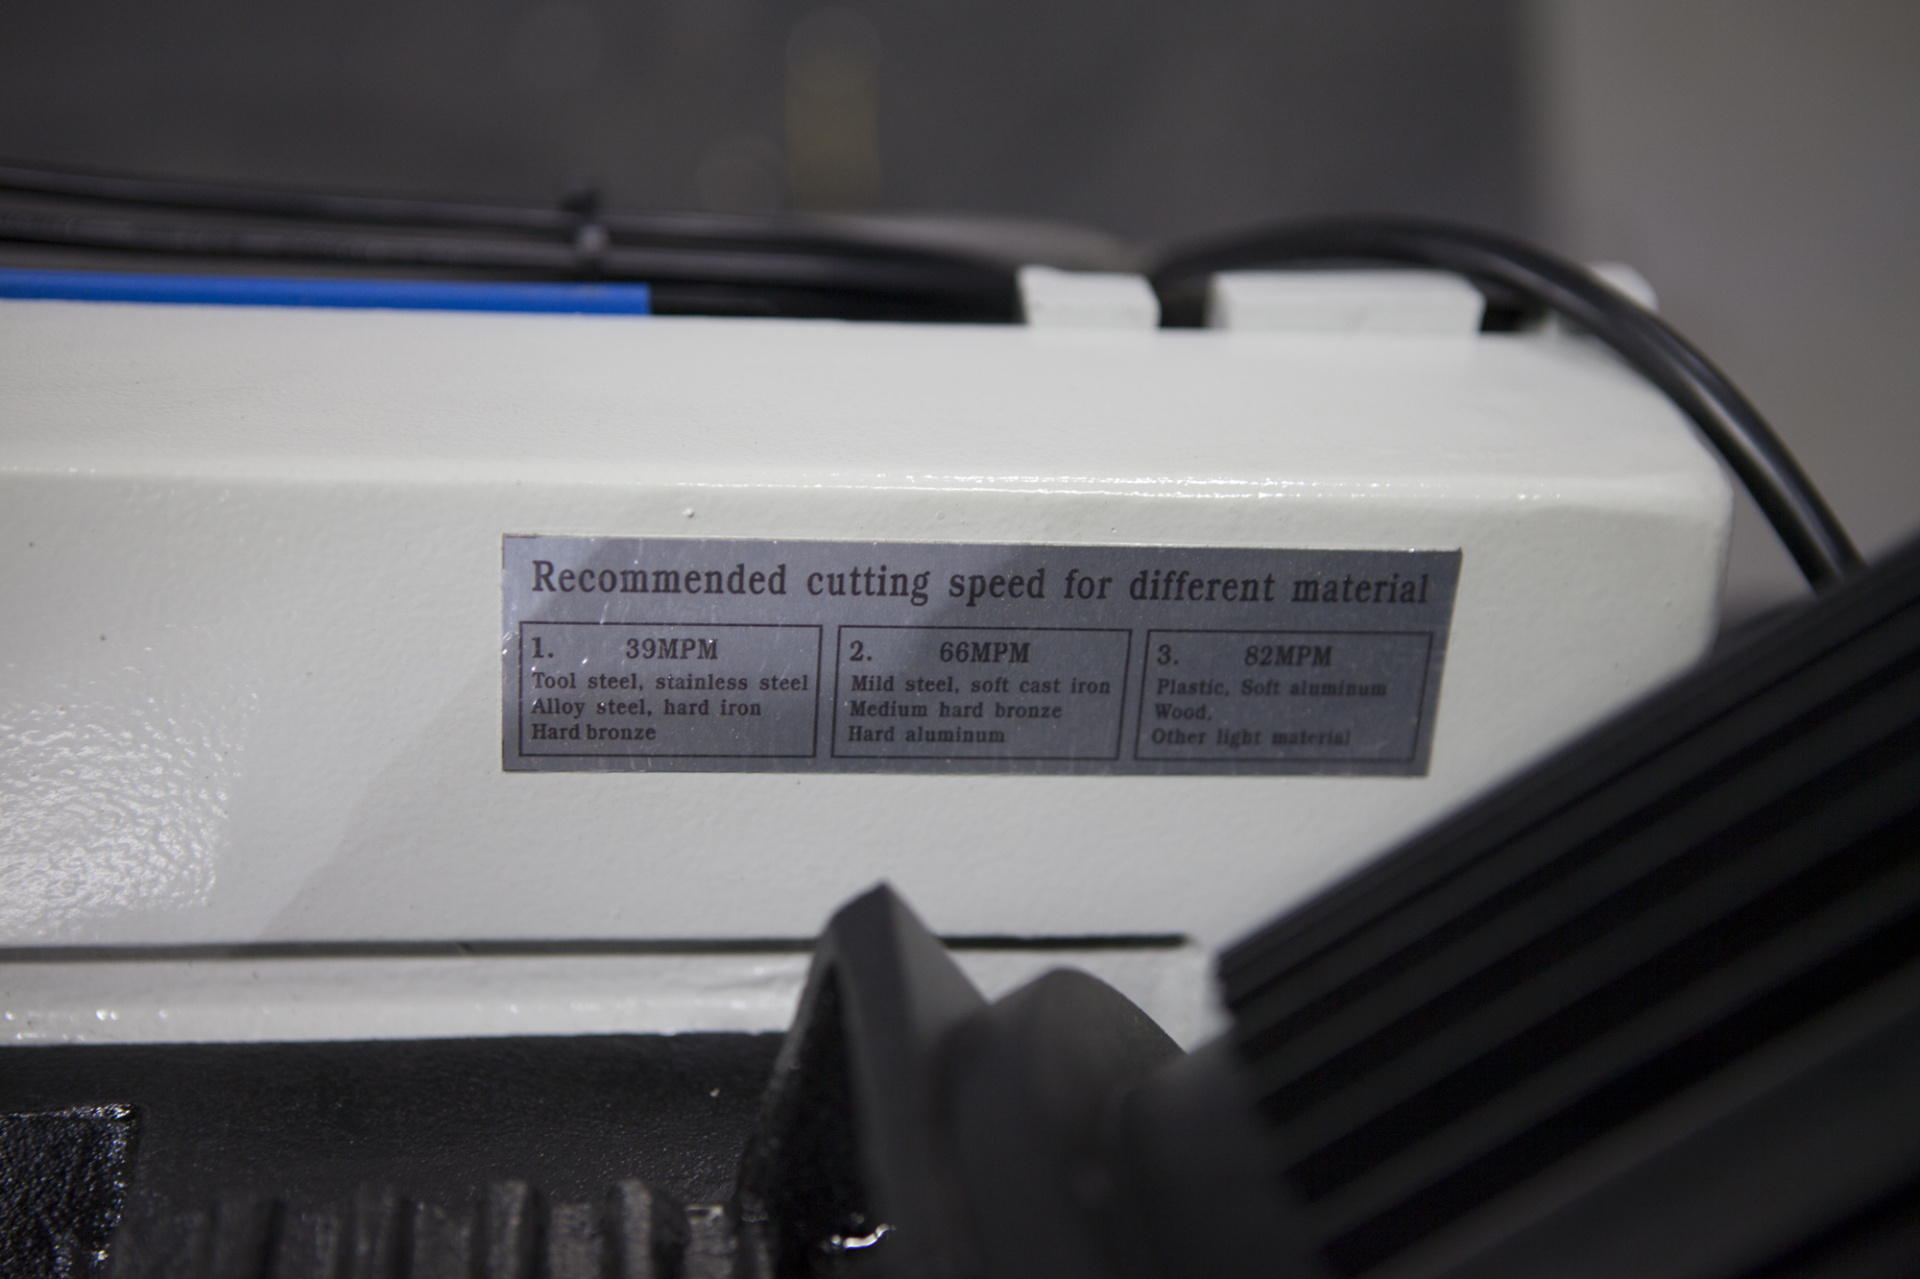 Recommended cutting speed for different material
1. 39MPM
Tool steel, stainless steel
Alloy steel, hard iron
Hard bronze
2. 66MPM
Mild steel, soft cast iron
Medium hard bronze
Hard aluminum
3. 82MPM
Plastic, Soft aluminum
Wood,
Other light material